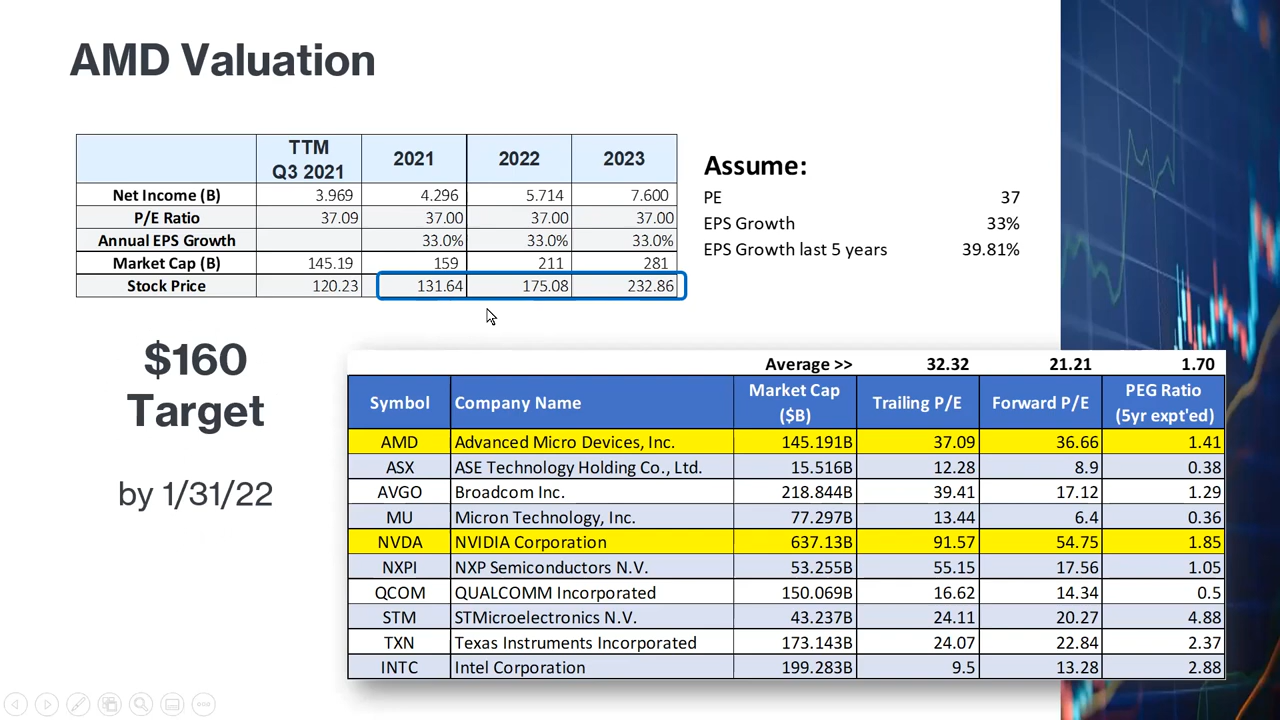 AMD Valuation
TTM Q3 2021 2021 2022 2023
Net Income (B) 3.969 4.296 5.714 7.600
P/E Ratio 37.09 37.00 37.00 37.00
Annual EPS Growth 33.0% 33.0% 33.0%
Market Cap (B) 145.19 159 211 281
Stock Price 120.23 131.64 175.08 232.86
Assume:
PE 37
EPS Growth 33%
EPS Growth last 5 years 39.81%
$160
Target
by 1/31/22
Average >> 32.32 21.21 1.70
Symbol Company Name Market Cap ($B) Trailing P/E Forward P/E PEG Ratio (5yr expt'ed)
AMD Advanced Micro Devices, Inc. 145.191B 37.09 36.66 1.41
ASX ASE Technology Holding Co., Ltd. 15.516B 12.28 8.9 0.38
AVGO Broadcom Inc. 218.844B 39.41 17.12 1.29
MU Micron Technology, Inc. 77.297B 13.44 6.4 0.36
NVDA NVIDIA Corporation 637.13B 91.57 54.75 1.85
NXPI NXP Semiconductors N.V. 53.255B 55.15 17.56 1.05
QCOM QUALCOMM Incorporated 150.069B 16.62 14.34 0.5
STM STMicroelectronics N.V. 43.237B 24.11 20.27 4.88
TXN Texas Instruments Incorporated 173.143B 24.07 22.84 2.37
INTC Intel Corporation 199.283B 9.5 13.28 2.88